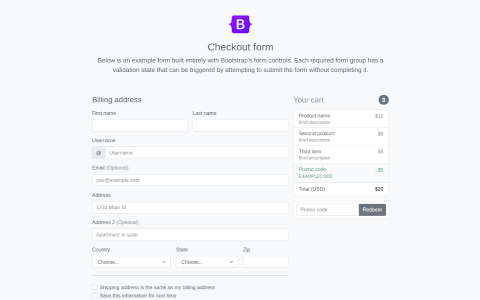 B
Checkout form
Below is an example form built entirely with Bootstrap's form controls. Each required form group has a
validation state that can be triggered by attempting to submit the form without completing it.
Billing address
First name
Last name
Username
@ Username
Email (Optional)
you@example.com
Address
1234 Main St
Address 2 (Optional)
Apartment or suite
Country
State
Zip
Choose...
Choose...
Shipping address is the same as my billing address
Save this information for next time
Your cart 3
Product name $12
Brief description
Second product $8
Brief description
Third item $5
Brief description
Promo code -$5
EXAMPLECODE
Total (USD) $20
Promo code Redeem